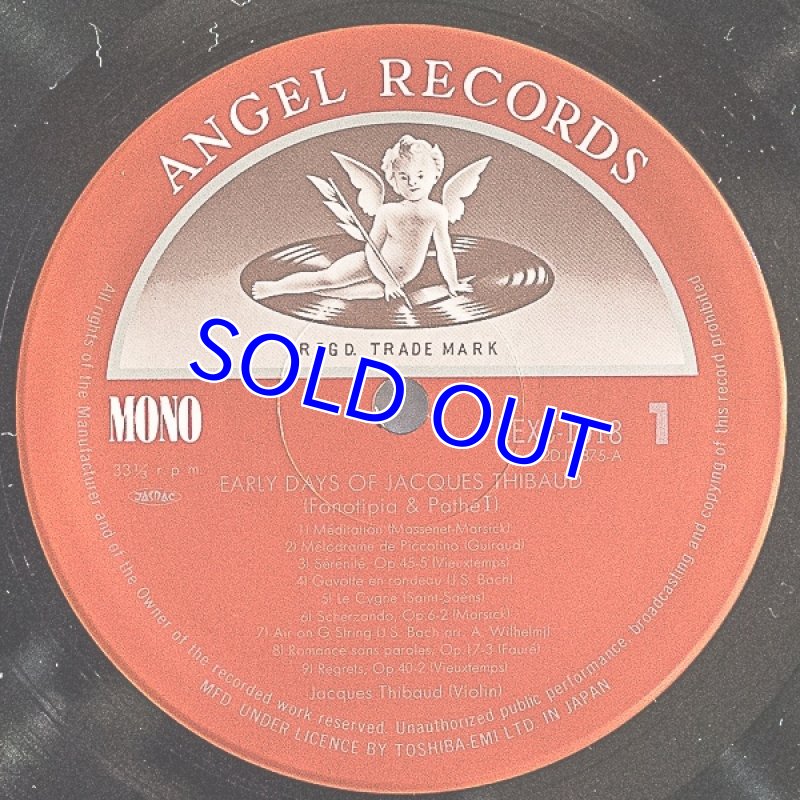 ANGEL RECORDS
REGD. TRADE MARK
SOLD OUT
MONO
1
33⅓ r.p.m.
JASRAC
EARLY DAYS OF JACQUES THIBAUD
(Fonotipia & Pathé I)
1) Méditation (Massenet-Marsick)
2) Mélodrame de Piccolino (Guiraud)
3) Sérénité, Op.45-5 (Vieuxtemps)
4) Gavotte en rondeau (J.S. Bach)
5) Le Cygne (Saint-Saëns)
6) Scherzando, Op.6-2 (Marsick)
7) Air on G String (J.S. Bach arr. A. Wilhelmj)
8) Romance sans paroles, Op.17-3 (Fauré)
9) Regrets, Op.40-2 (Vieuxtemps)
Jacques Thibaud (Violin)
All rights of the Manufacturer and of the Owner of the recorded work reserved. Unauthorized public performance, broadcasting and copying of this record prohibited
MFD. UNDER LICENCE BY TOSHIBA-EMI LTD. IN JAPAN